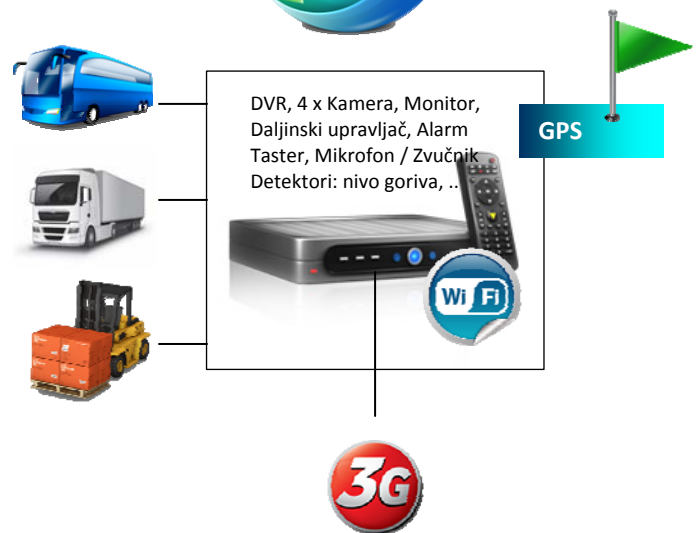 DVR, 4 x Kamera, Monitor,
Daljinski upravljač, Alarm
Taster, Mikrofon / Zvučnik
Detektori: nivo goriva, ..
GPS
Wi Fi
3G